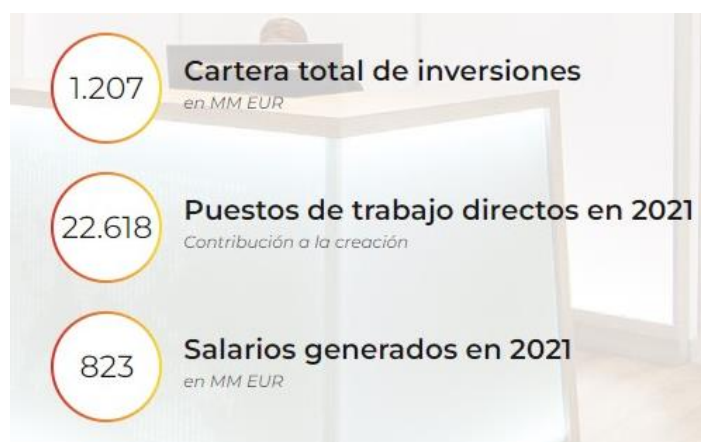 1.207
Cartera total de inversiones
en MM EUR
22.618
Puestos de trabajo directos en 2021
Contribución a la creación
823
Salarios generados en 2021
en MM EUR